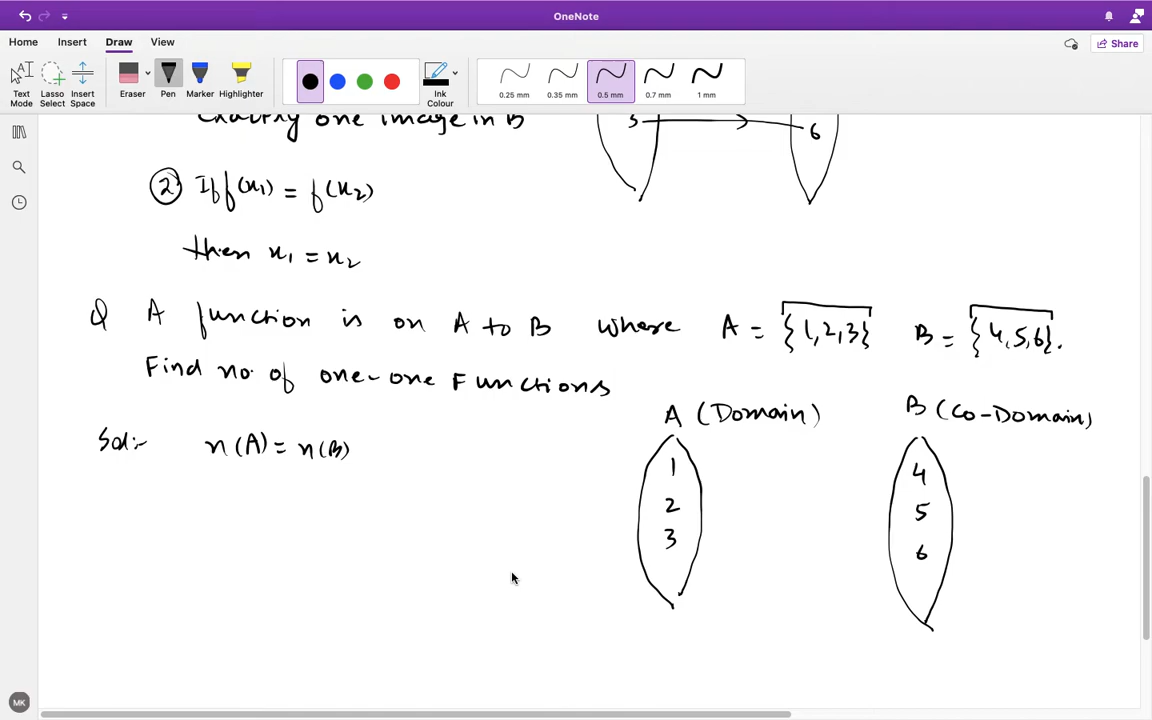 OneNote
Home Insert Draw View
Share
Text Mode
Lasso Select
Insert Space
Eraser
Pen
Marker
Highlighter
Ink Colour
0.25 mm
0.35 mm
0.5 mm
0.7 mm
1 mm
one image in B
3 6
2 If f(x1) = f(x2)
then x1 = x2
Q A function is on A to B where A = {1,2,3} B = {4,5,6}.
Find no. of one-one Functions
A (Domain) B (Co-Domain)
Sol:- n(A) = n(B)
1 4
2 5
3 6
MK